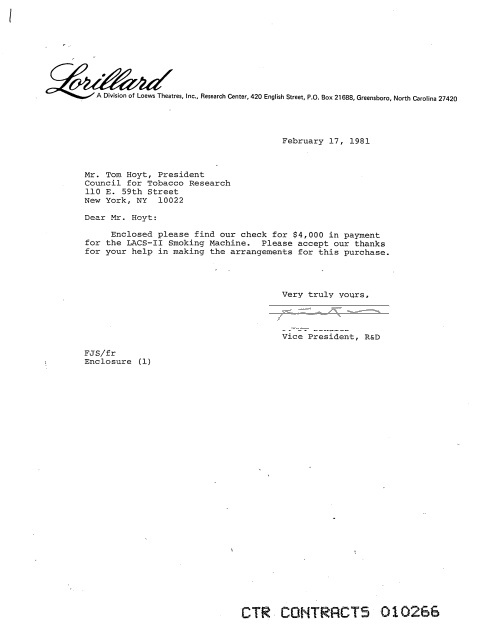 Lorillard
A Division of Loews Theatres, Inc., Research Center, 420 English Street, P.O. Box 21688, Greensboro, North Carolina 27420
February 17, 1981
Mr. Tom Hoyt, President
Council for Tobacco Research
110 E. 59th Street
New York, NY 10022
Dear Mr. Hoyt:
Enclosed please find our check for $4,000 in payment
for the LACS-II Smoking Machine. Please accept our thanks
for your help in making the arrangements for this purchase.
Very truly yours,
Vice President, R&D
FJS/fr
Enclosure (1)
CTR CONTRACTS 010266